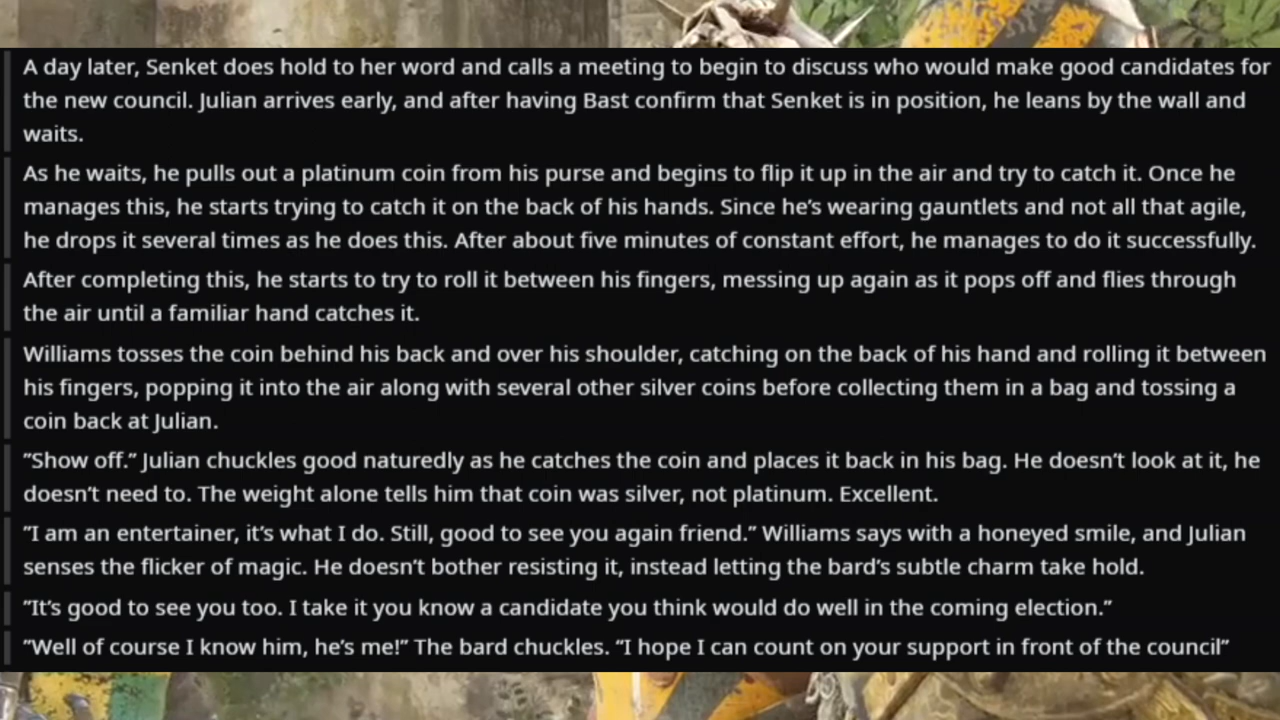 A day later, Senket does hold to her word and calls a meeting to begin to discuss who would make good candidates for
the new council. Julian arrives early, and after having Bast confirm that Senket is in position, he leans by the wall and
waits.
As he waits, he pulls out a platinum coin from his purse and begins to flip it up in the air and try to catch it. Once he
manages this, he starts trying to catch it on the back of his hands. Since he’s wearing gauntlets and not all that agile,
he drops it several times as he does this. After about five minutes of constant effort, he manages to do it successfully.
After completing this, he starts to try to roll it between his fingers, messing up again as it pops off and flies through
the air until a familiar hand catches it.
Williams tosses the coin behind his back and over his shoulder, catching on the back of his hand and rolling it between
his fingers, popping it into the air along with several other silver coins before collecting them in a bag and tossing a
coin back at Julian.
”Show off.” Julian chuckles good naturedly as he catches the coin and places it back in his bag. He doesn’t look at it, he
doesn’t need to. The weight alone tells him that coin was silver, not platinum. Excellent.
”I am an entertainer, it’s what I do. Still, good to see you again friend.” Williams says with a honeyed smile, and Julian
senses the flicker of magic. He doesn’t bother resisting it, instead letting the bard’s subtle charm take hold.
”It’s good to see you too. I take it you know a candidate you think would do well in the coming election.”
”Well of course I know him, he’s me!” The bard chuckles. “I hope I can count on your support in front of the council”